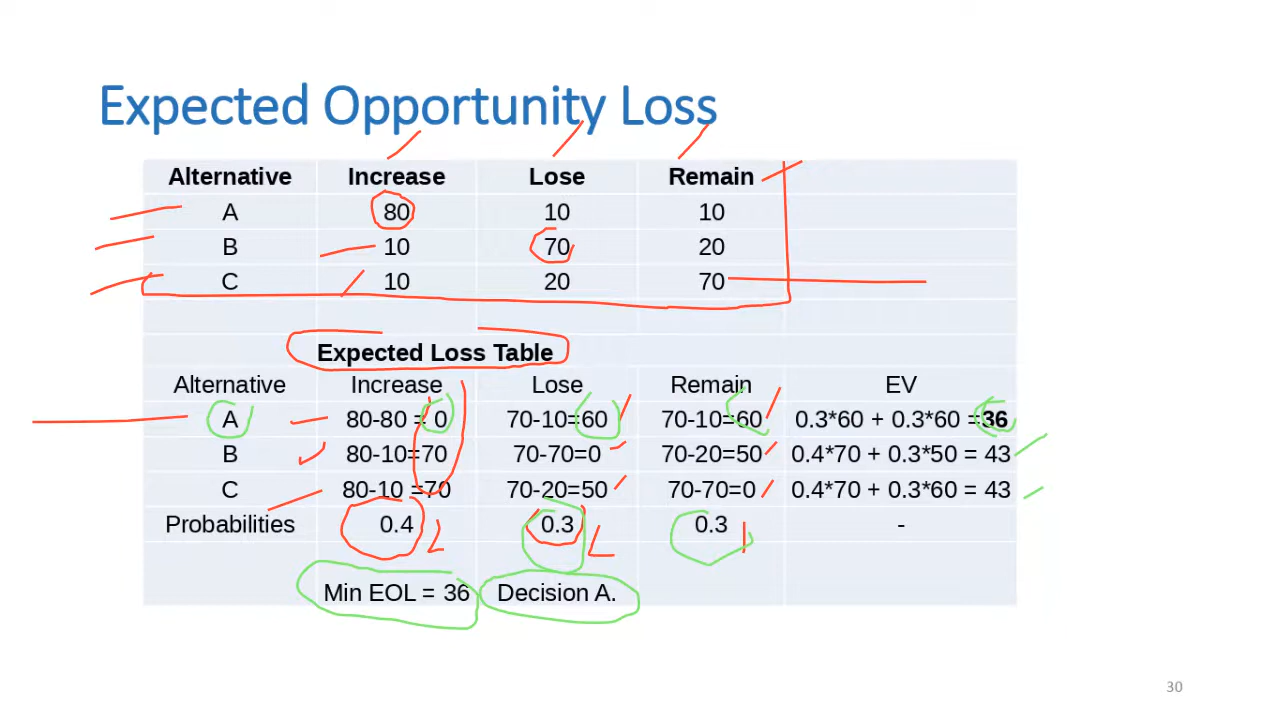 Expected Opportunity Loss
Alternative Increase Lose Remain
A 80 10 10
B 10 70 20
C 10 20 70
Expected Loss Table
Alternative Increase Lose Remain EV
A 80-80 = 0 70-10=60 70-10=60 0.3*60 + 0.3*60 =36
B 80-10=70 70-70=0 70-20=50 0.4*70 + 0.3*50 = 43
C 80-10 =70 70-20=50 70-70=0 0.4*70 + 0.3*60 = 43
Probabilities 0.4 0.3 0.3 -
Min EOL = 36 Decision A.
30